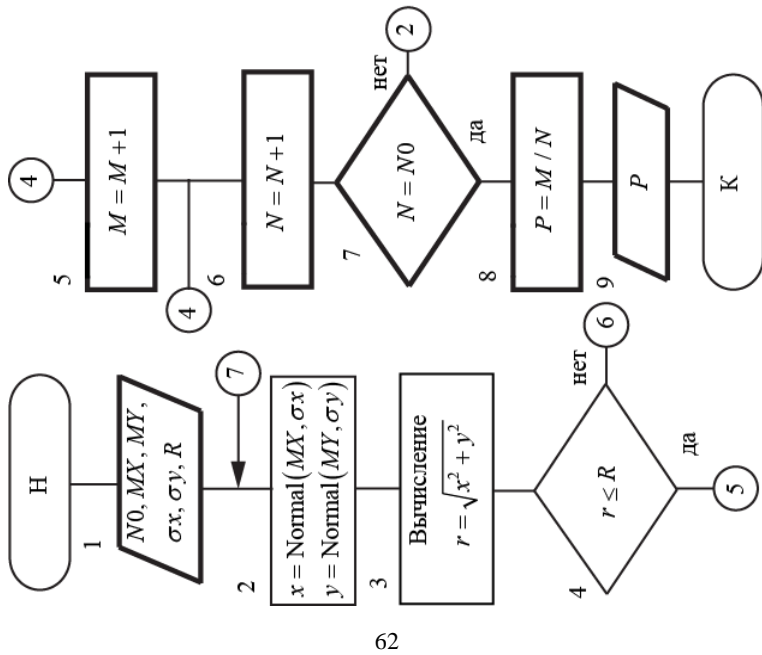 Н
1
N0, MX, MY,
σx, σy, R
7
2
x = Normal(MX, σx)
y = Normal(MY, σy)
3
Вычисление
r = √x² + y²
4
r ≤ R
нет
6
да
5
4
5
M = M + 1
4
6
N = N + 1
7
N = N0
нет
2
да
8
P = M / N
9
P
К
62